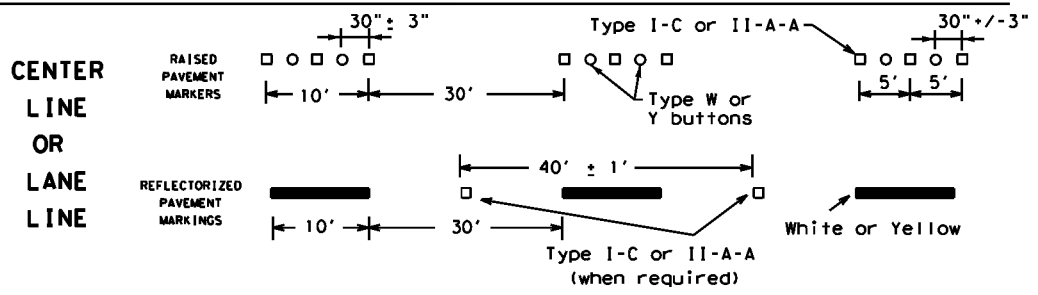 CENTER
LINE
OR
LANE
LINE
RAISED
PAVEMENT
MARKERS
30" ± 3"
Type I-C or II-A-A
30"+/-3"
10'
30'
Type W or
Y buttons
5'
5'
REFLECTORIZED
PAVEMENT
MARKINGS
40' ± 1'
10'
30'
Type I-C or II-A-A
(when required)
White or Yellow